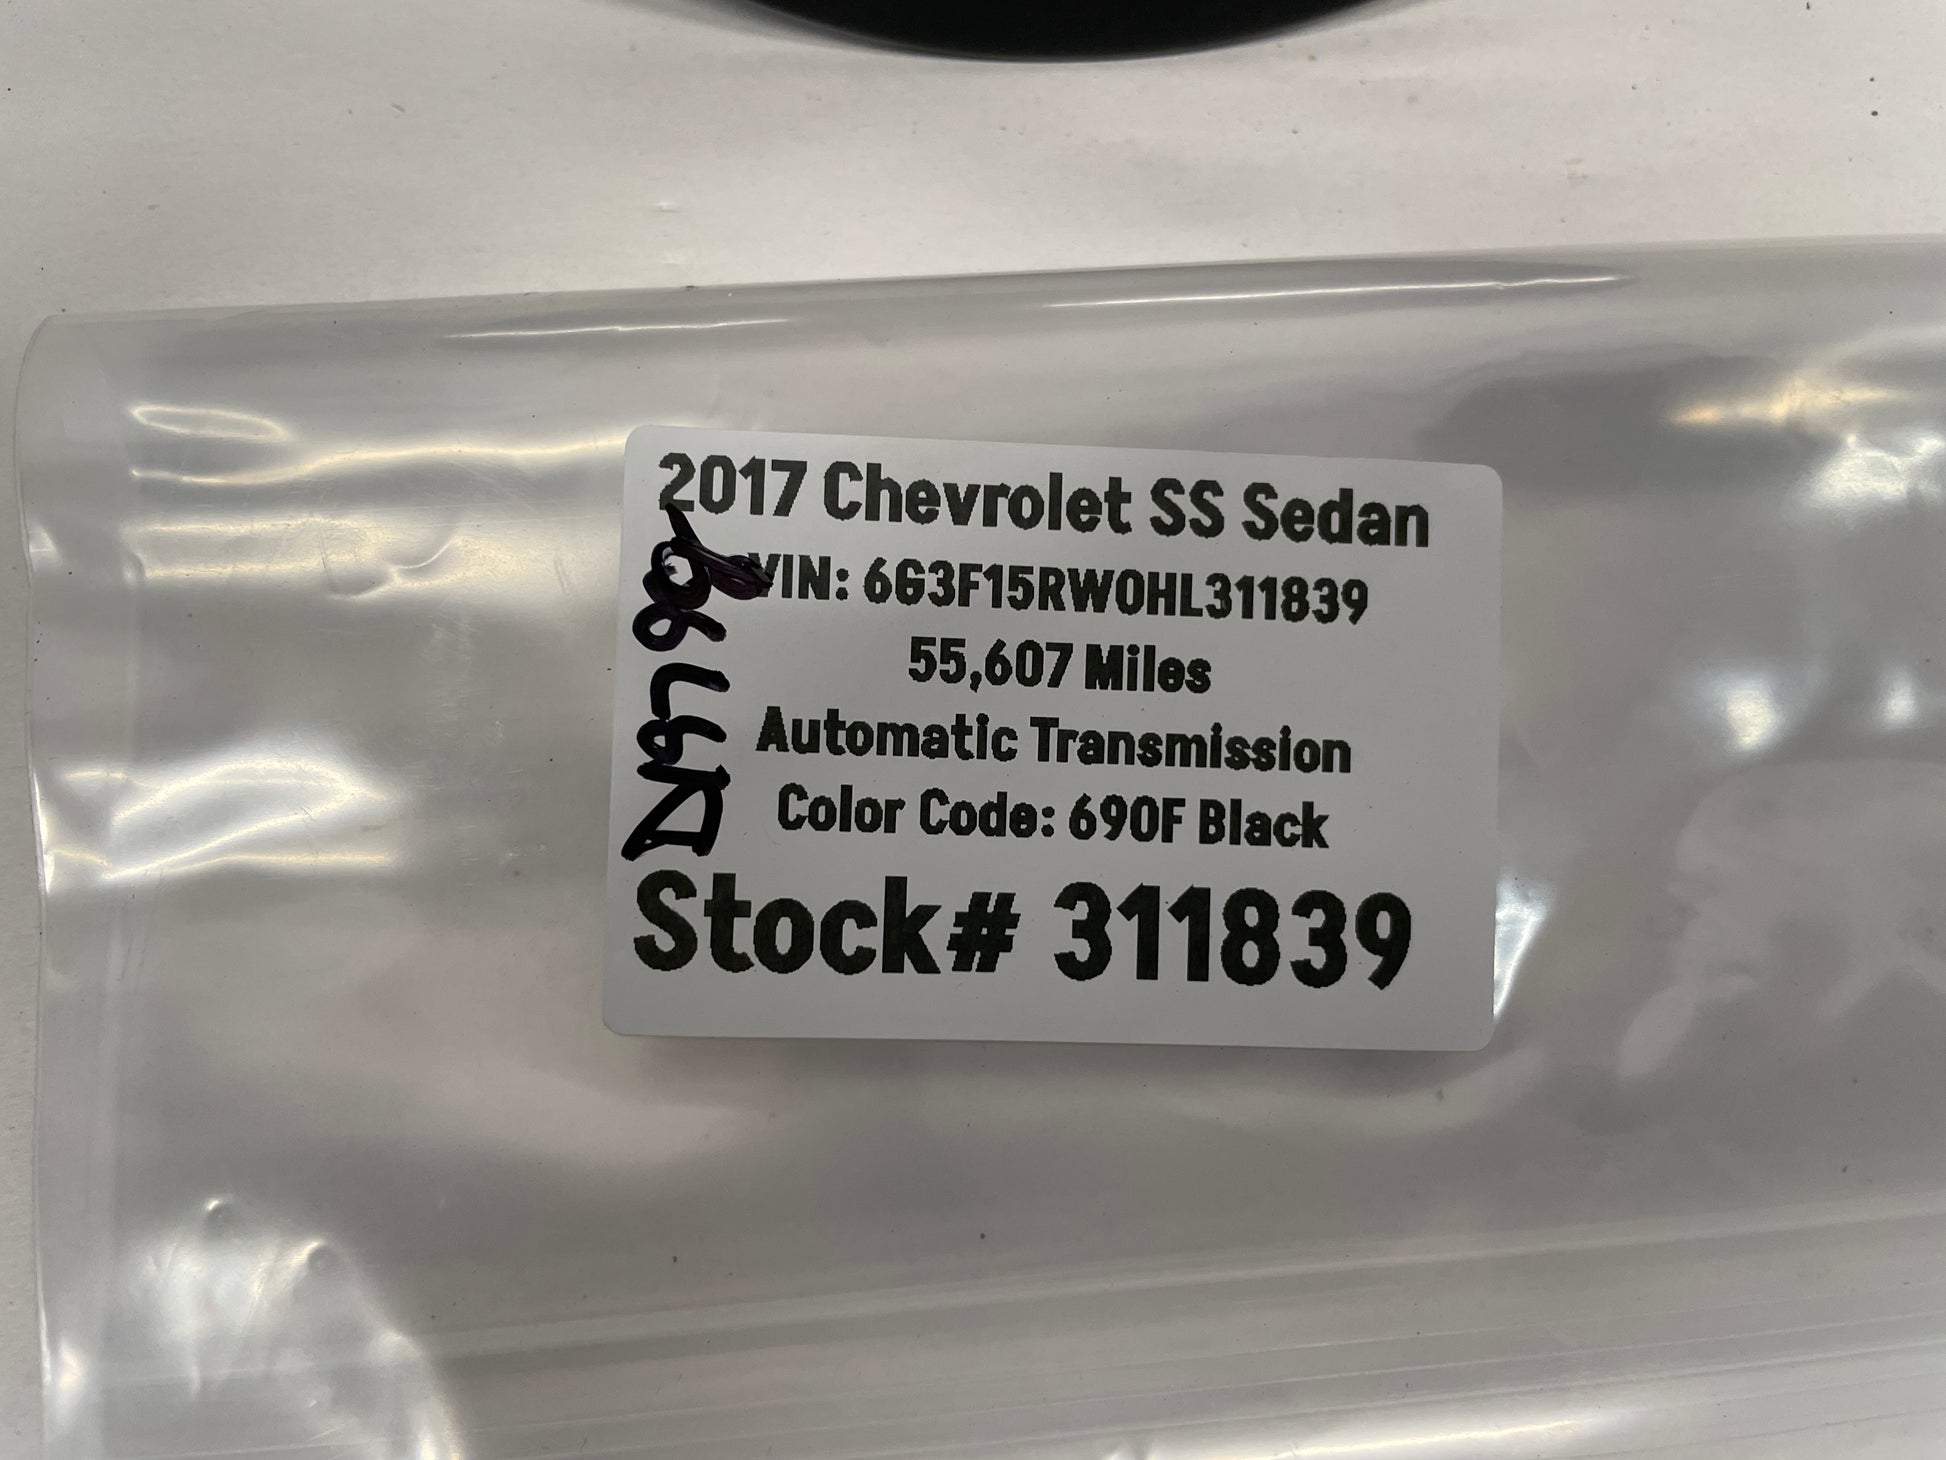 2017 Chevrolet SS Sedan
VIN: 6G3F15RW0HL311839
55,607 Miles
Automatic Transmission
Color Code: 690F Black
Stock# 311839